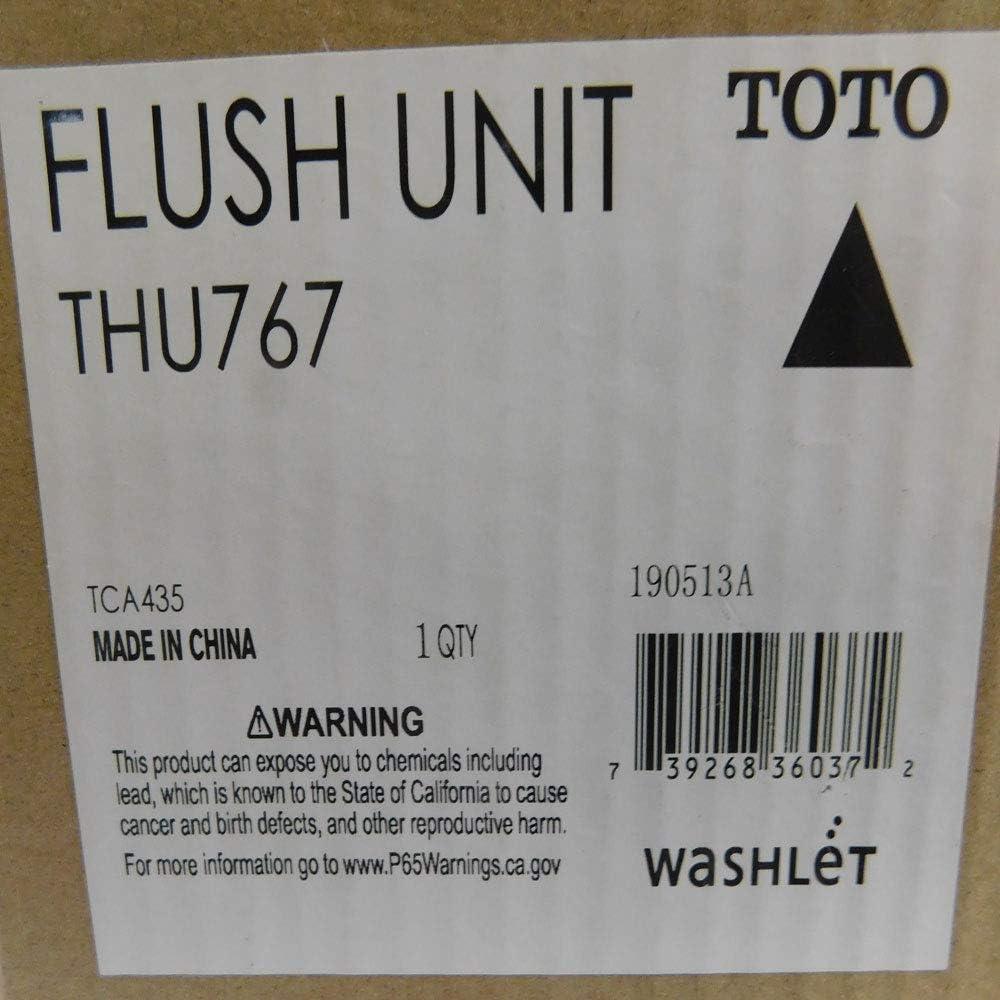 FLUSH UNIT
TOTO
THU767
TCA435
190513A
MADE IN CHINA
1 QTY
WARNING
This product can expose you to chemicals including
lead, which is known to the State of California to cause
cancer and birth defects, and other reproductive harm.
For more information go to www.P65Warnings.ca.gov
7 39268 36037 2
WaSHLeT